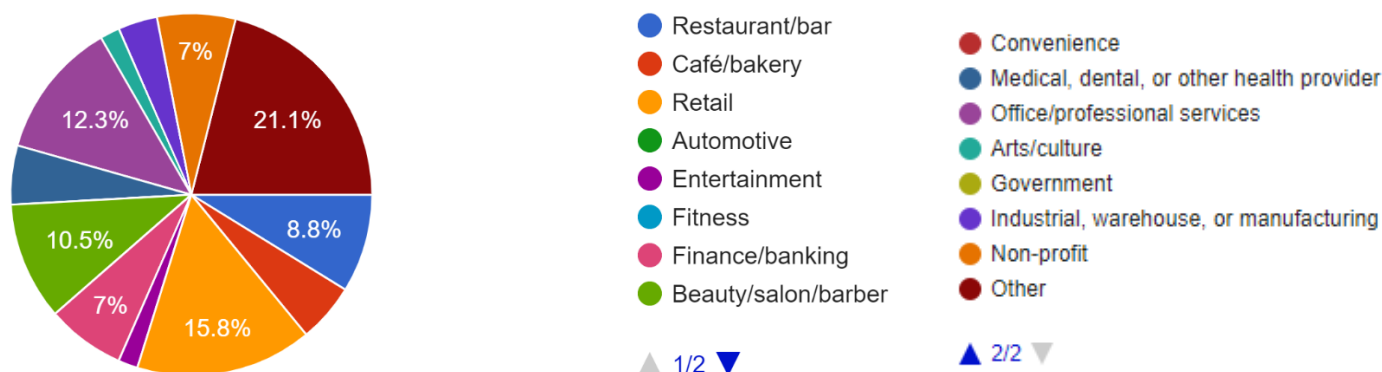 7%
21.1%
12.3%
8.8%
10.5%
7%
15.8%
Restaurant/bar
Café/bakery
Retail
Automotive
Entertainment
Fitness
Finance/banking
Beauty/salon/barber
1/2
Convenience
Medical, dental, or other health provider
Office/professional services
Arts/culture
Government
Industrial, warehouse, or manufacturing
Non-profit
Other
2/2